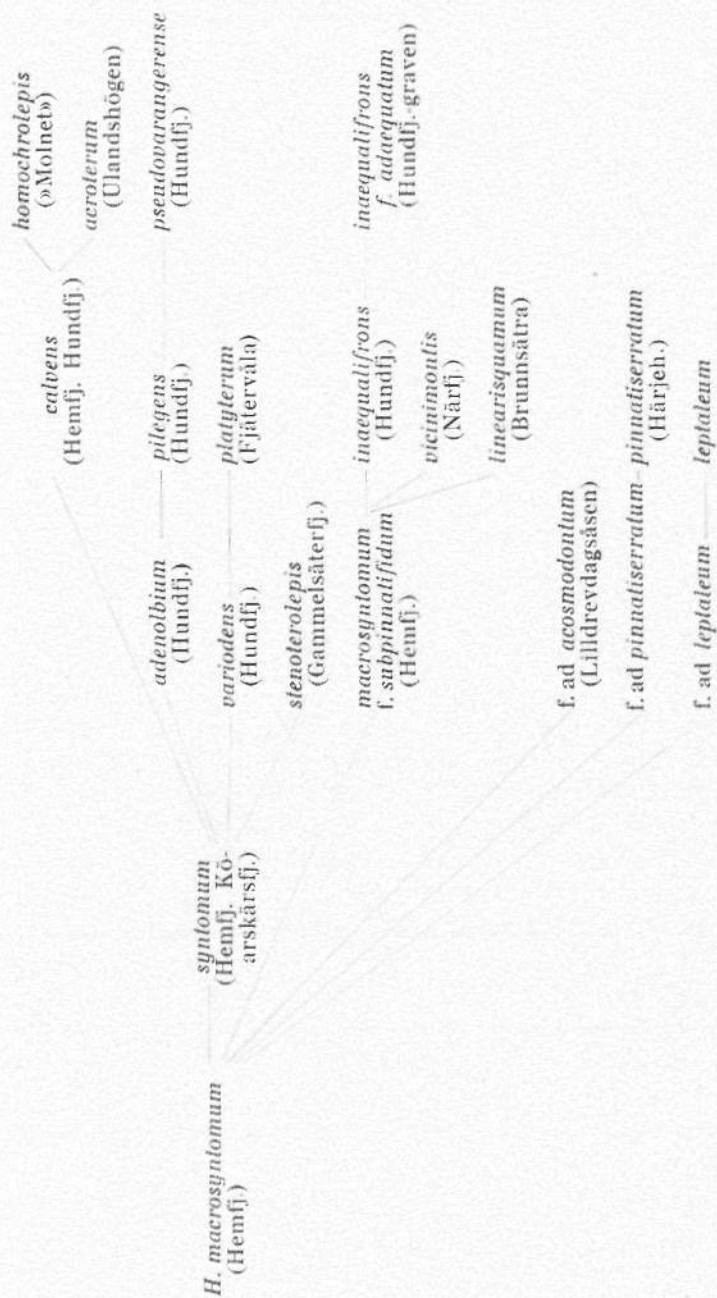 H. macrosyntomum
(Hemfj.)
syntomum
(Hemfj. Kö-
arskärsfj.)
calvens
(Hemfj. Hundfj.)
homochrolepis
(»Molnet»)
acroterum
(Ulandshögen)
adenolbium
(Hundfj.)
pilegens
(Hundfj.)
pseudovarangerense
(Hundfj.)
variodens
(Hundfj.)
platyterum
(Fjätervåla)
stenoterolepis
(Gammelsäterfj.)
macrosyntomum
f. subpinnatifidum
(Hemfj.)
inaequalifrons
(Hundfj.)
inaequalifrons
f. adaequatum
(Hundfj.-graven)
vicinimontis
(Närfj.)
linearisquamum
(Brunnsätra)
f. ad acosmodontum
(Lilldrevdagsåsen)
f. ad pinnatiserratum
pinnatiserratum
(Härjeh.)
f. ad leptaleum
leptaleum